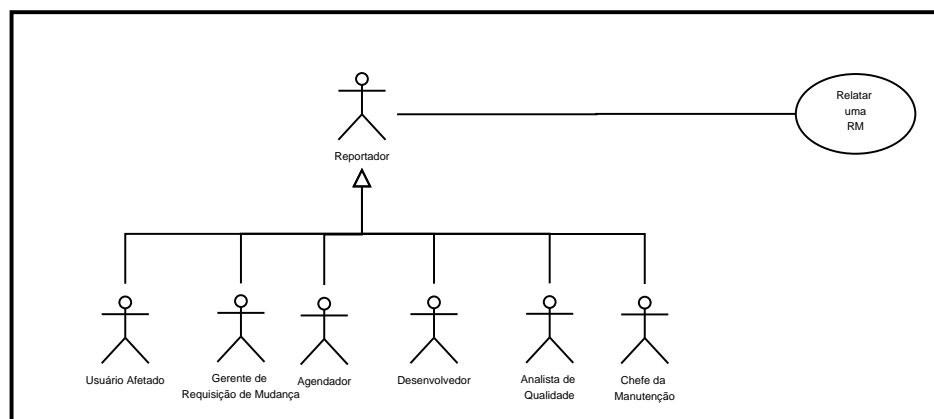 Relatar
uma
RM
Reportador
Usuário Afetado
Gerente de
Requisição de Mudança
Agendador
Desenvolvedor
Analista de
Qualidade
Chefe da
Manutenção